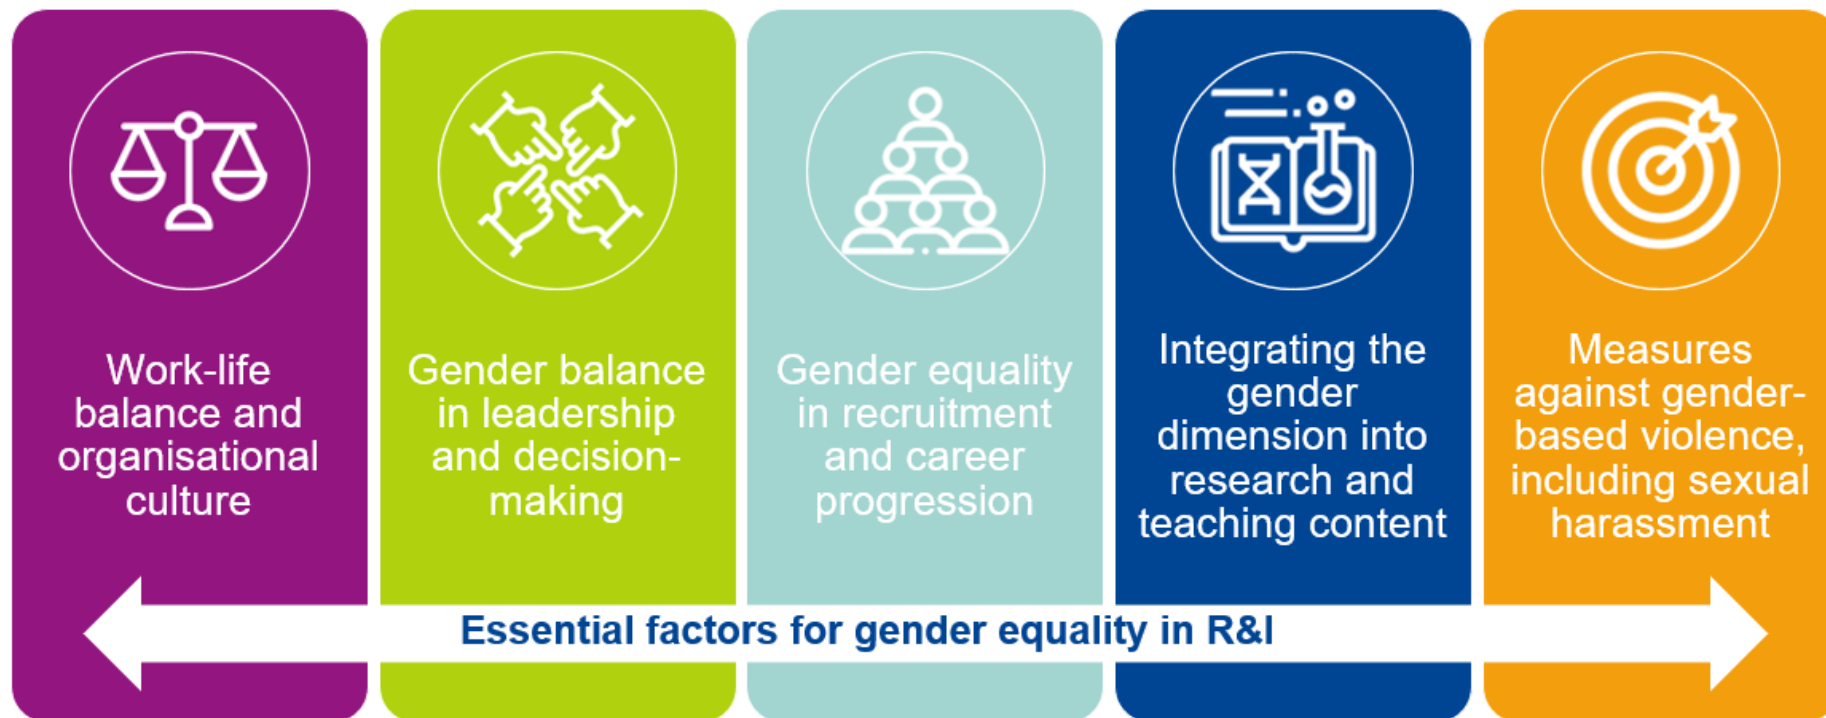 Work-life
balance and
organisational
culture
Gender balance
in leadership
and decision-
making
Gender equality
in recruitment
and career
progression
Integrating the
gender
dimension into
research and
teaching content
Measures
against gender-
based violence,
including sexual
harassment
Essential factors for gender equality in R&I